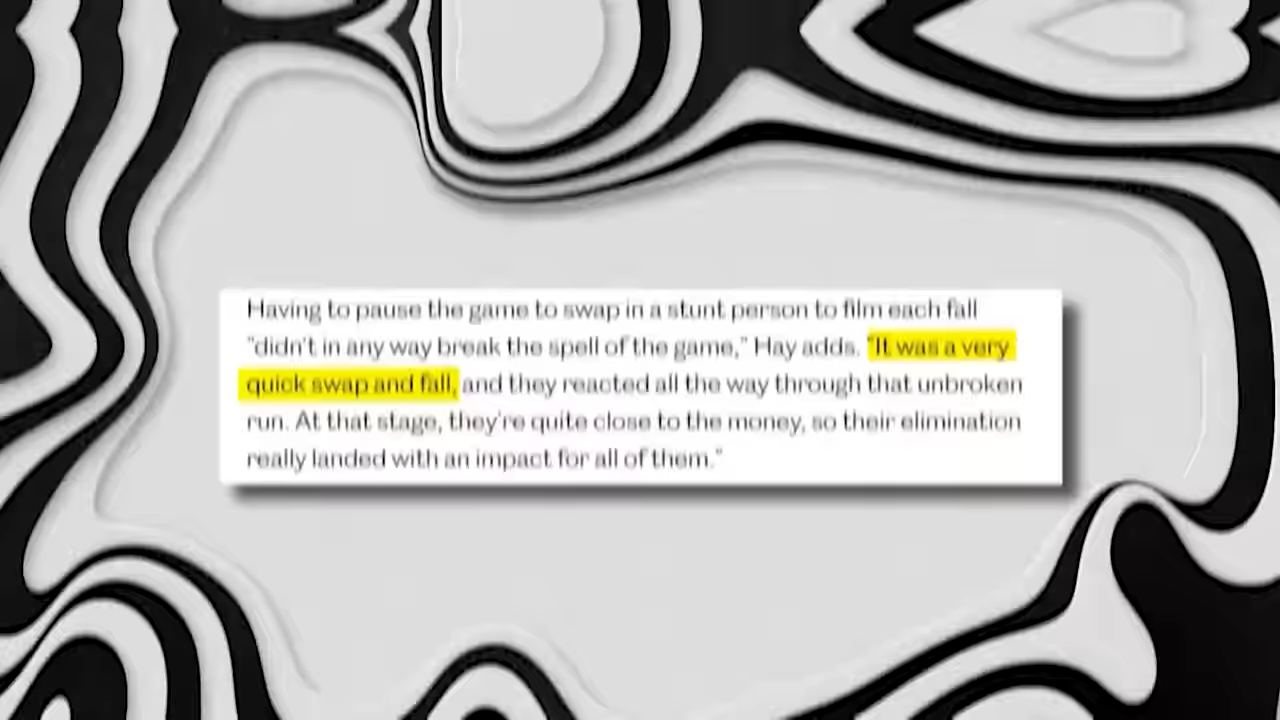 Having to pause the game to swap in a stunt person to film each fall
"didn't in any way break the spell of the game," Hay adds. "It was a very
quick swap and fall, and they reacted all the way through that unbroken
run. At that stage, they're quite close to the money, so their elimination
really landed with an impact for all of them."